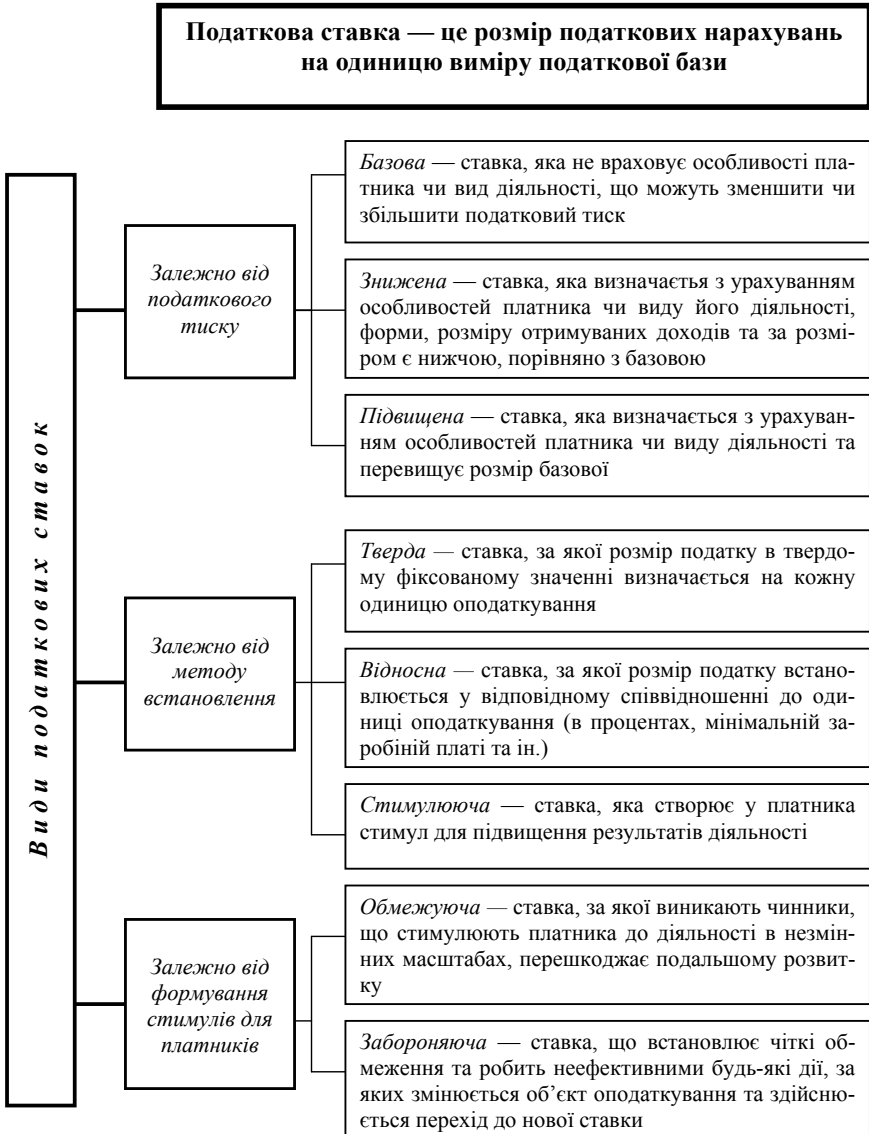 Податкова ставка — це розмір податкових нарахувань
на одиницю виміру податкової бази
Види податкових ставок
Залежно від
податкового
тиску
Базова — ставка, яка не враховує особливості плат-
ника чи вид діяльності, що можуть зменшити чи
збільшити податковий тиск
Знижена — ставка, яка визначаєтья з урахуванням
особливостей платника чи виду його діяльності,
форми, розміру отримуваних доходів та за розмі-
ром є нижчою, порівняно з базовою
Підвищена — ставка, яка визначається з урахуван-
ням особливостей платника чи виду діяльності та
перевищує розмір базової
Залежно від
методу
встановлення
Тверда — ставка, за якої розмір податку в твердо-
му фіксованому значенні визначається на кожну
одиницю оподаткування
Відносна — ставка, за якої розмір податку встано-
влюється у відповідному співвідношенні до оди-
ниці оподаткування (в процентах, мінімальній за-
робіній платі та ін.)
Стимулююча — ставка, яка створює у платника
стимул для підвищення результатів діяльності
Залежно від
формування
стимулів для
платників
Обмежуюча — ставка, за якої виникають чинники,
що стимулюють платника до діяльності в незмін-
них масштабах, перешкоджає подальшому розвит-
ку
Забороняюча — ставка, що встановлює чіткі об-
меження та робить неефективними будь-які дії, за
яких змінюється об’єкт оподаткування та здійсню-
ється перехід до нової ставки